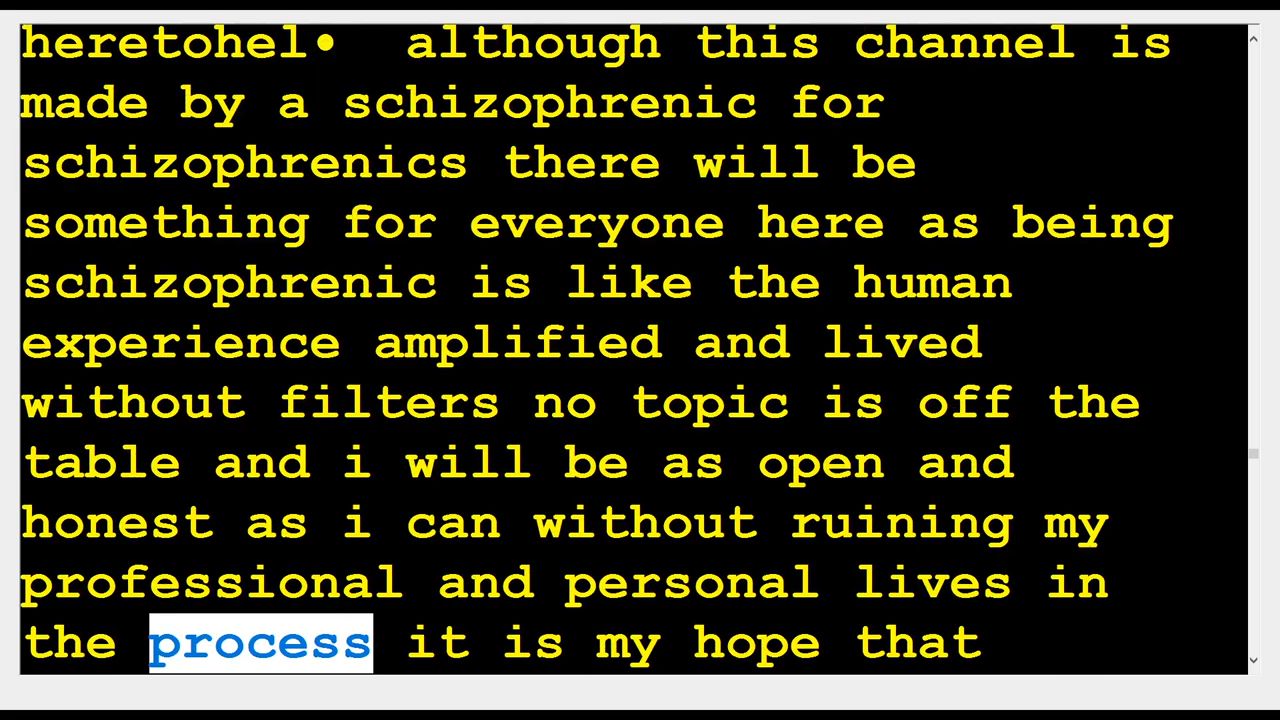 heretohel• although this channel is
made by a schizophrenic for
schizophrenics there will be
something for everyone here as being
schizophrenic is like the human
experience amplified and lived
without filters no topic is off the
table and i will be as open and
honest as i can without ruining my
professional and personal lives in
the process it is my hope that